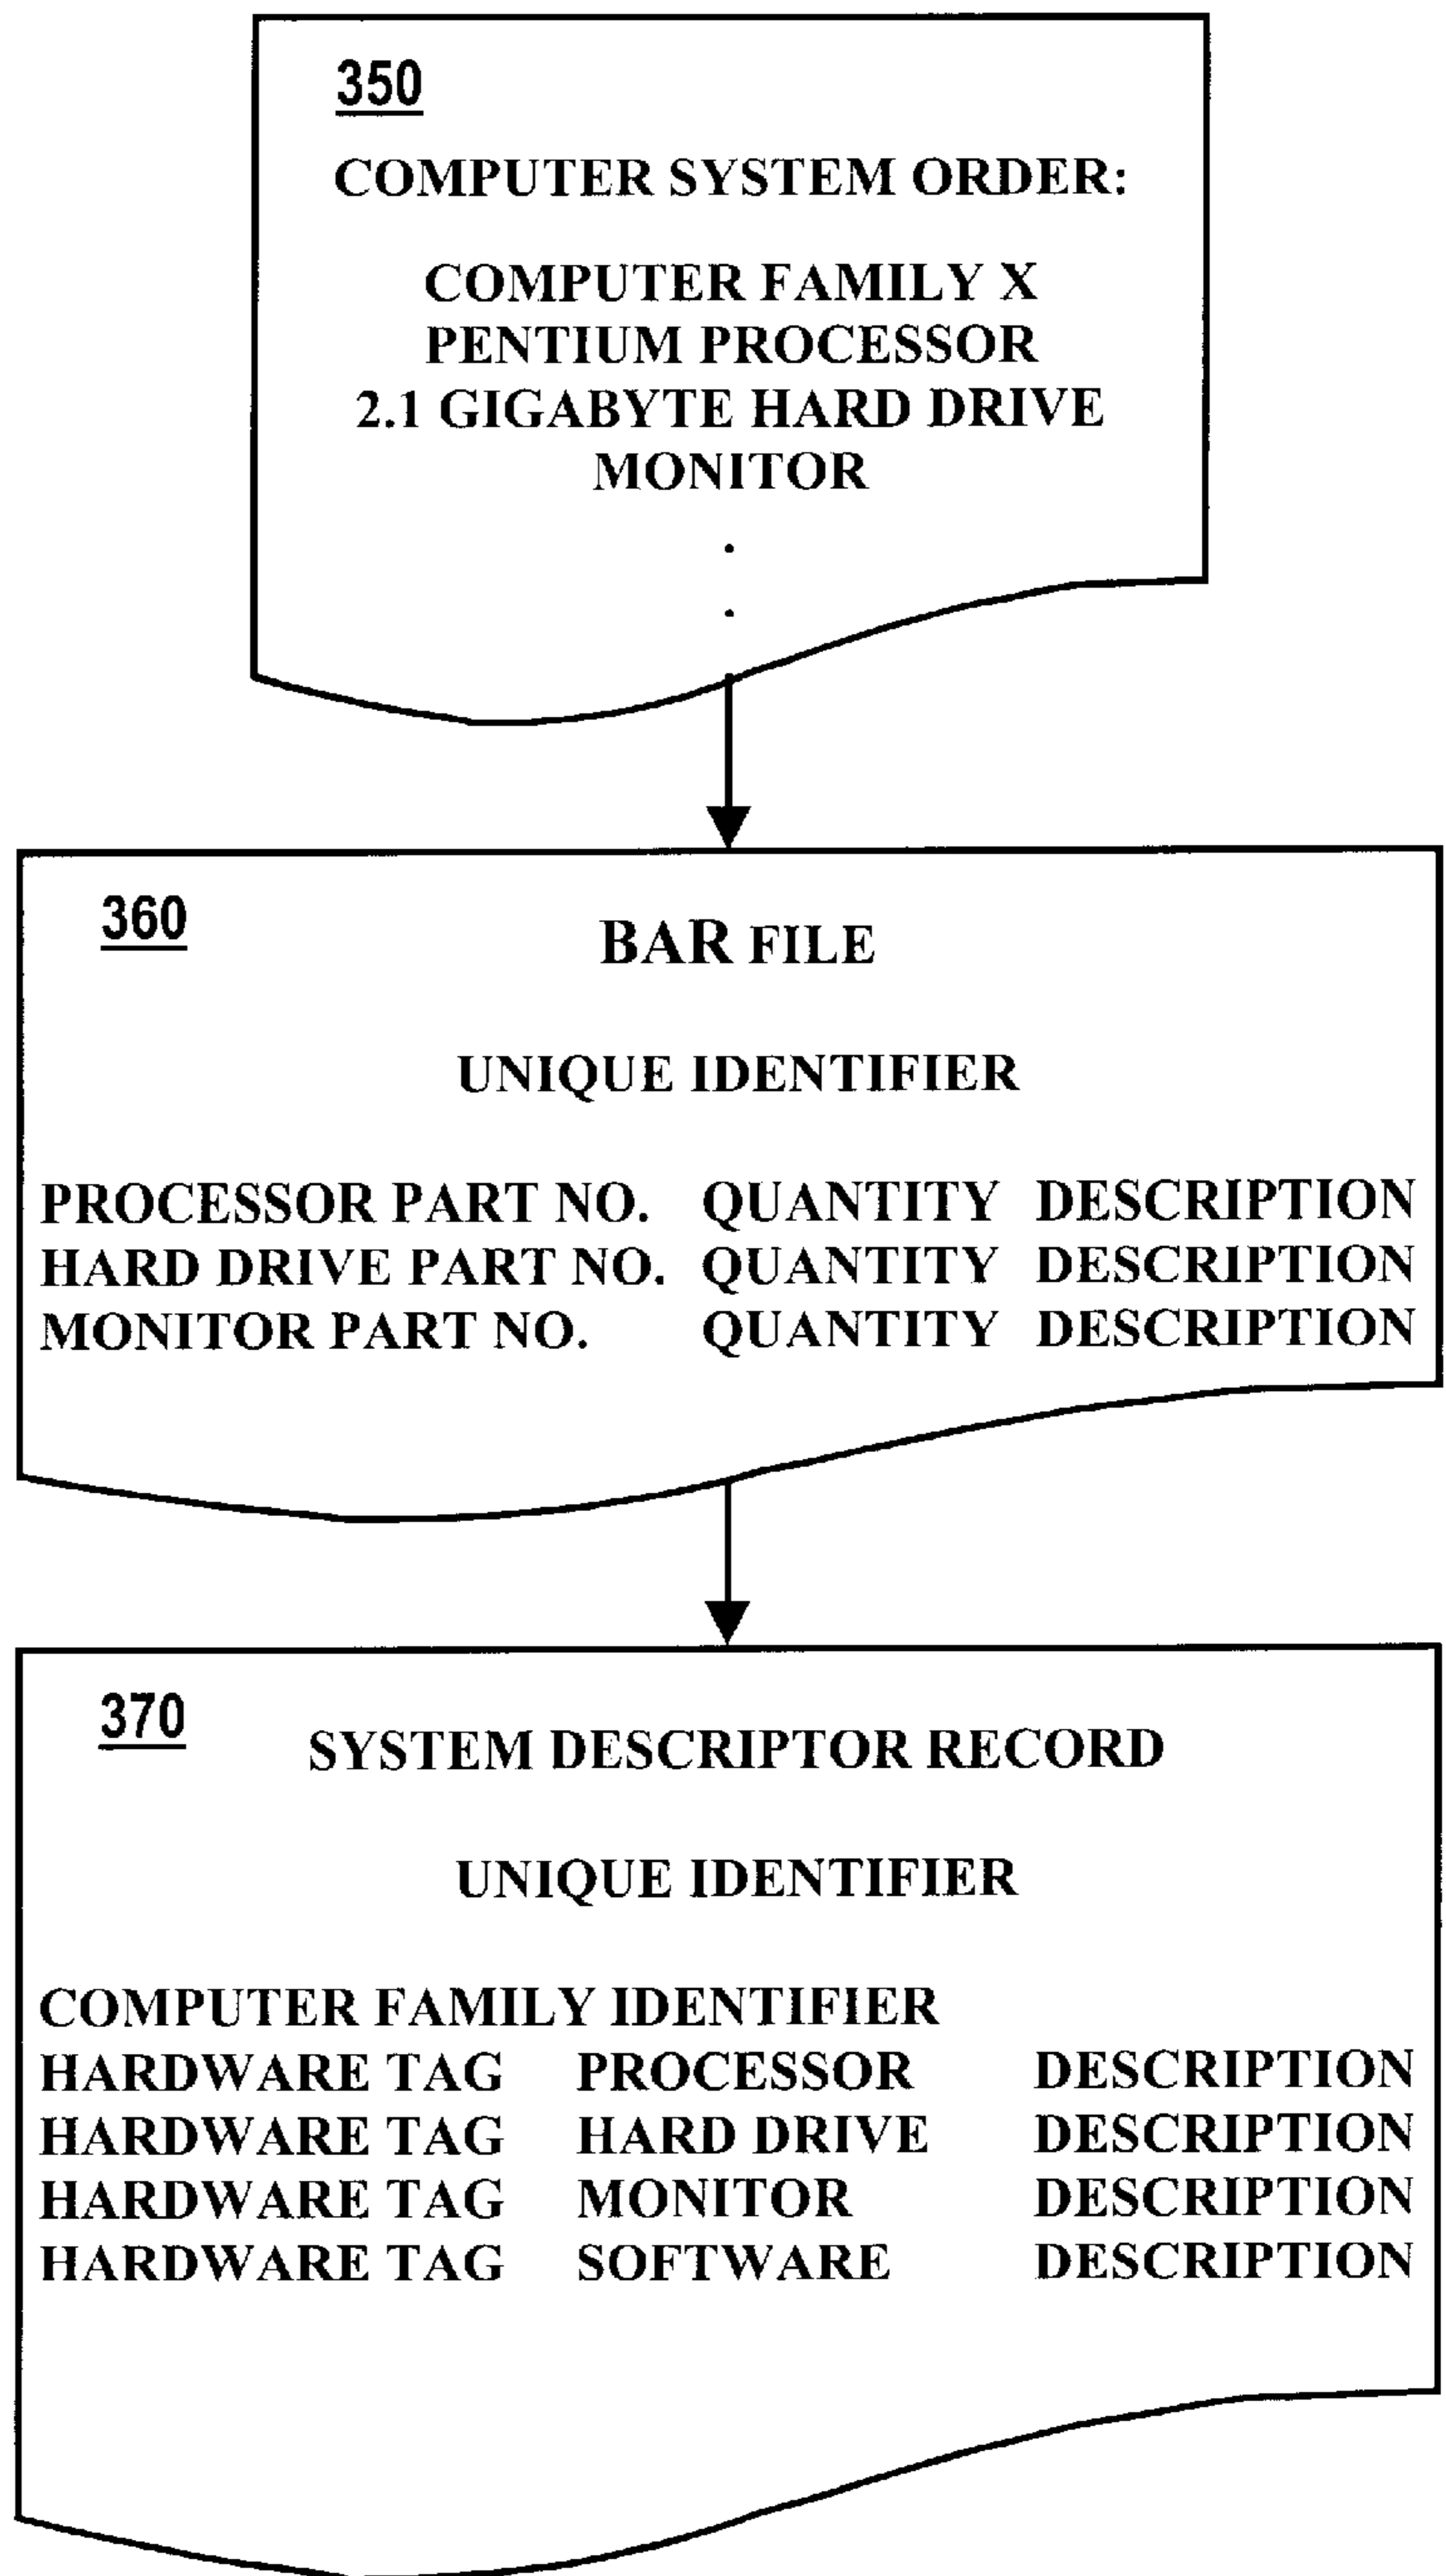 350
COMPUTER SYSTEM ORDER:
COMPUTER FAMILY X
PENTIUM PROCESSOR
2.1 GIGABYTE HARD DRIVE
MONITOR
.
.
360
BAR FILE
UNIQUE IDENTIFIER
PROCESSOR PART NO. QUANTITY DESCRIPTION
HARD DRIVE PART NO. QUANTITY DESCRIPTION
MONITOR PART NO. QUANTITY DESCRIPTION
370
SYSTEM DESCRIPTOR RECORD
UNIQUE IDENTIFIER
COMPUTER FAMILY IDENTIFIER
HARDWARE TAG PROCESSOR DESCRIPTION
HARDWARE TAG HARD DRIVE DESCRIPTION
HARDWARE TAG MONITOR DESCRIPTION
HARDWARE TAG SOFTWARE DESCRIPTION